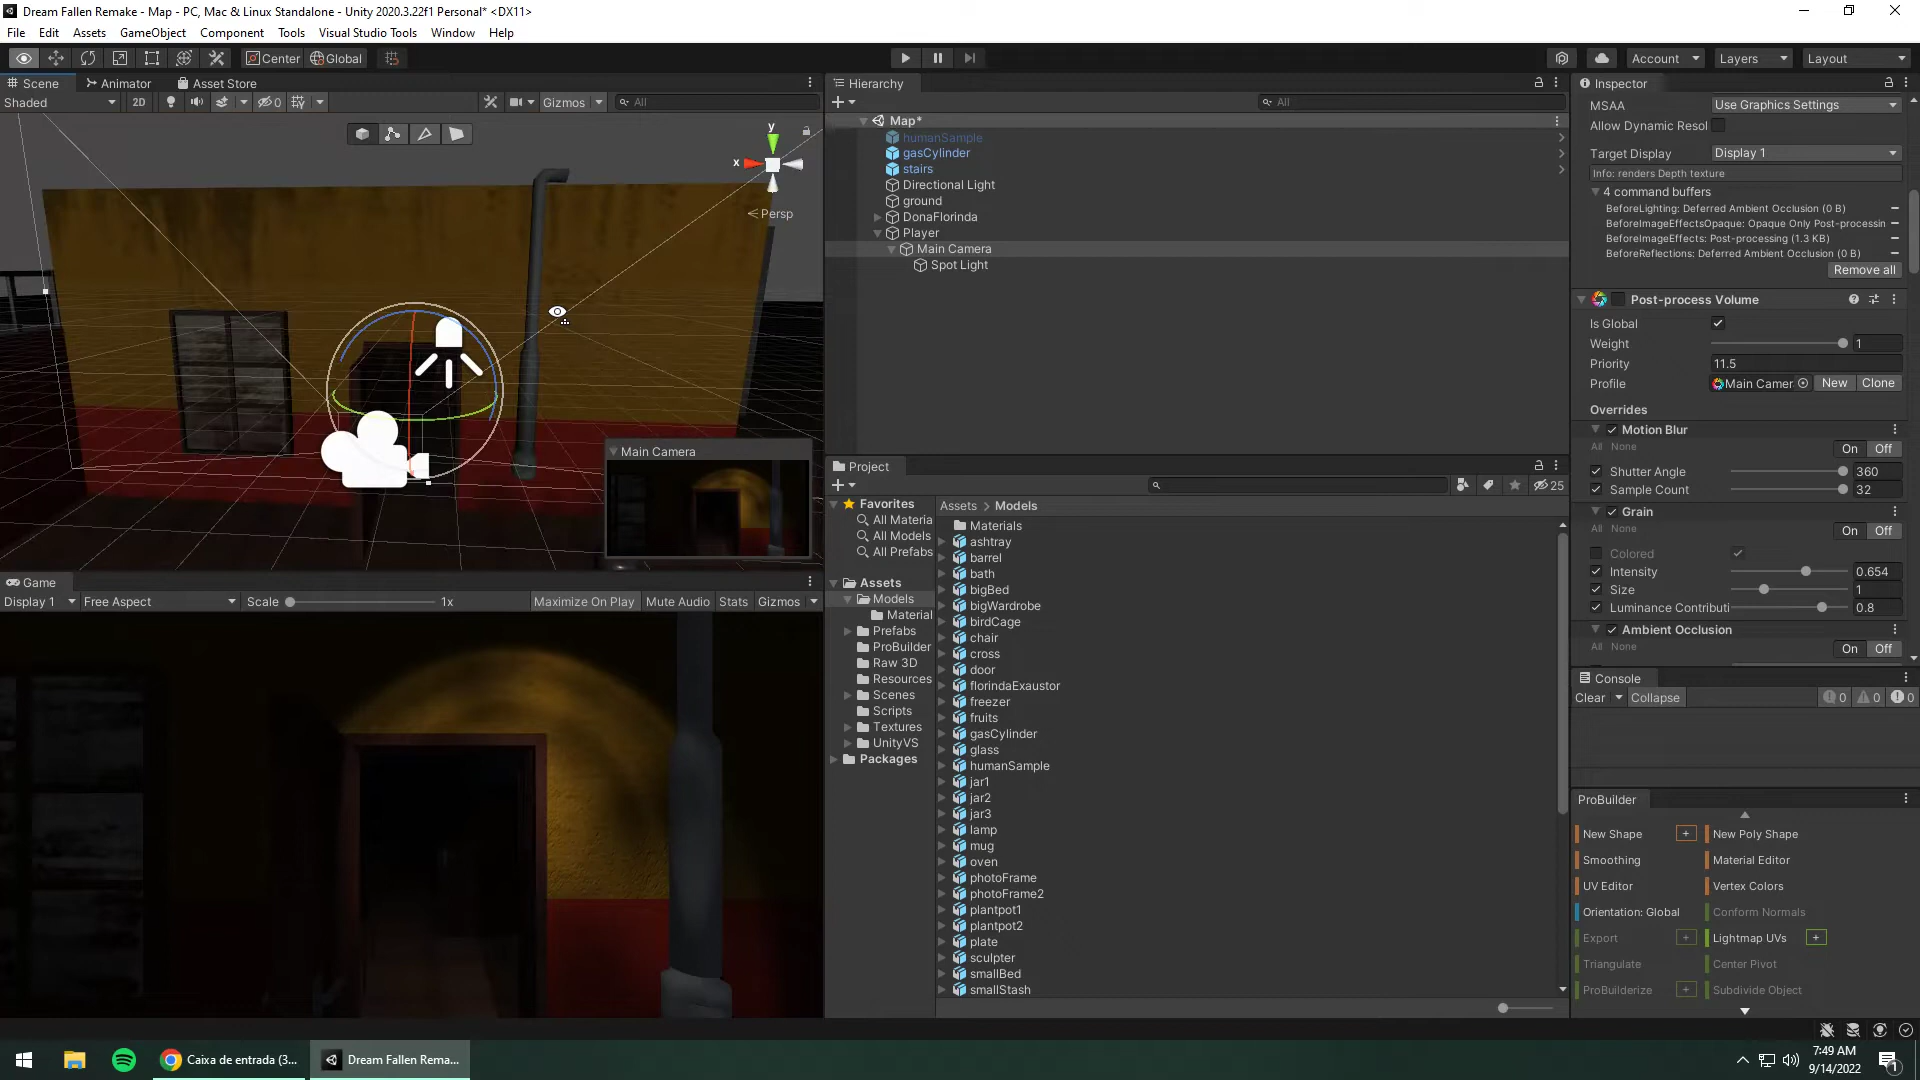 Dream Fallen Remake - Map - PC, Mac & Linux Standalone - Unity 2020.3.22f1 Personal* <DX11>
File Edit Assets GameObject Component Tools Visual Studio Tools Window Help
Center Global Account Layers Layout
Scene Animator Asset Store
Shaded 2D 0 Gizmos All
y
x
Persp
Main Camera
Game
Display 1 Free Aspect Scale 1x Maximize On Play Mute Audio Stats Gizmos
Hierarchy
All
Map*
humanSample
gasCylinder
stairs
Directional Light
ground
DonaFlorinda
Player
Main Camera
Spot Light
Project
25
Favorites
All Materia
All Models
All Prefabs
Assets
Models
Material
Prefabs
ProBuilder
Raw 3D
Resources
Scenes
Scripts
Textures
UnityVS
Packages
Assets > Models
Materials
ashtray
barrel
bath
bigBed
bigWardrobe
birdCage
chair
cross
door
florindaExaustor
freezer
fruits
gasCylinder
glass
humanSample
jar1
jar2
jar3
lamp
mug
oven
photoFrame
photoFrame2
plantpot1
plantpot2
plate
sculpter
smallBed
smallStash
Inspector
MSAA Use Graphics Settings
Allow Dynamic Resol
Target Display Display 1
Info: renders Depth texture
4 command buffers
BeforeLighting: Deferred Ambient Occlusion (0 B)
BeforeImageEffectsOpaque: Opaque Only Post-processin
BeforeImageEffects: Post-processing (1.3 KB)
BeforeReflections: Deferred Ambient Occlusion (0 B)
Remove all
Post-process Volume
Is Global
Weight 1
Priority 11.5
Profile Main Camer New Clone
Overrides
Motion Blur
All None On Off
Shutter Angle 360
Sample Count 32
Grain
All None On Off
Colored
Intensity 0.654
Size 1
Luminance Contributi 0.8
Ambient Occlusion
All None On Off
Console
Clear Collapse 0 0 0
ProBuilder
New Shape + New Poly Shape
Smoothing Material Editor
UV Editor Vertex Colors
Orientation: Global Conform Normals
Export + Lightmap UVs +
Triangulate Center Pivot
ProBuilderize + Subdivide Object
Caixa de entrada (3... Dream Fallen Rema...
7:49 AM
9/14/2022
1